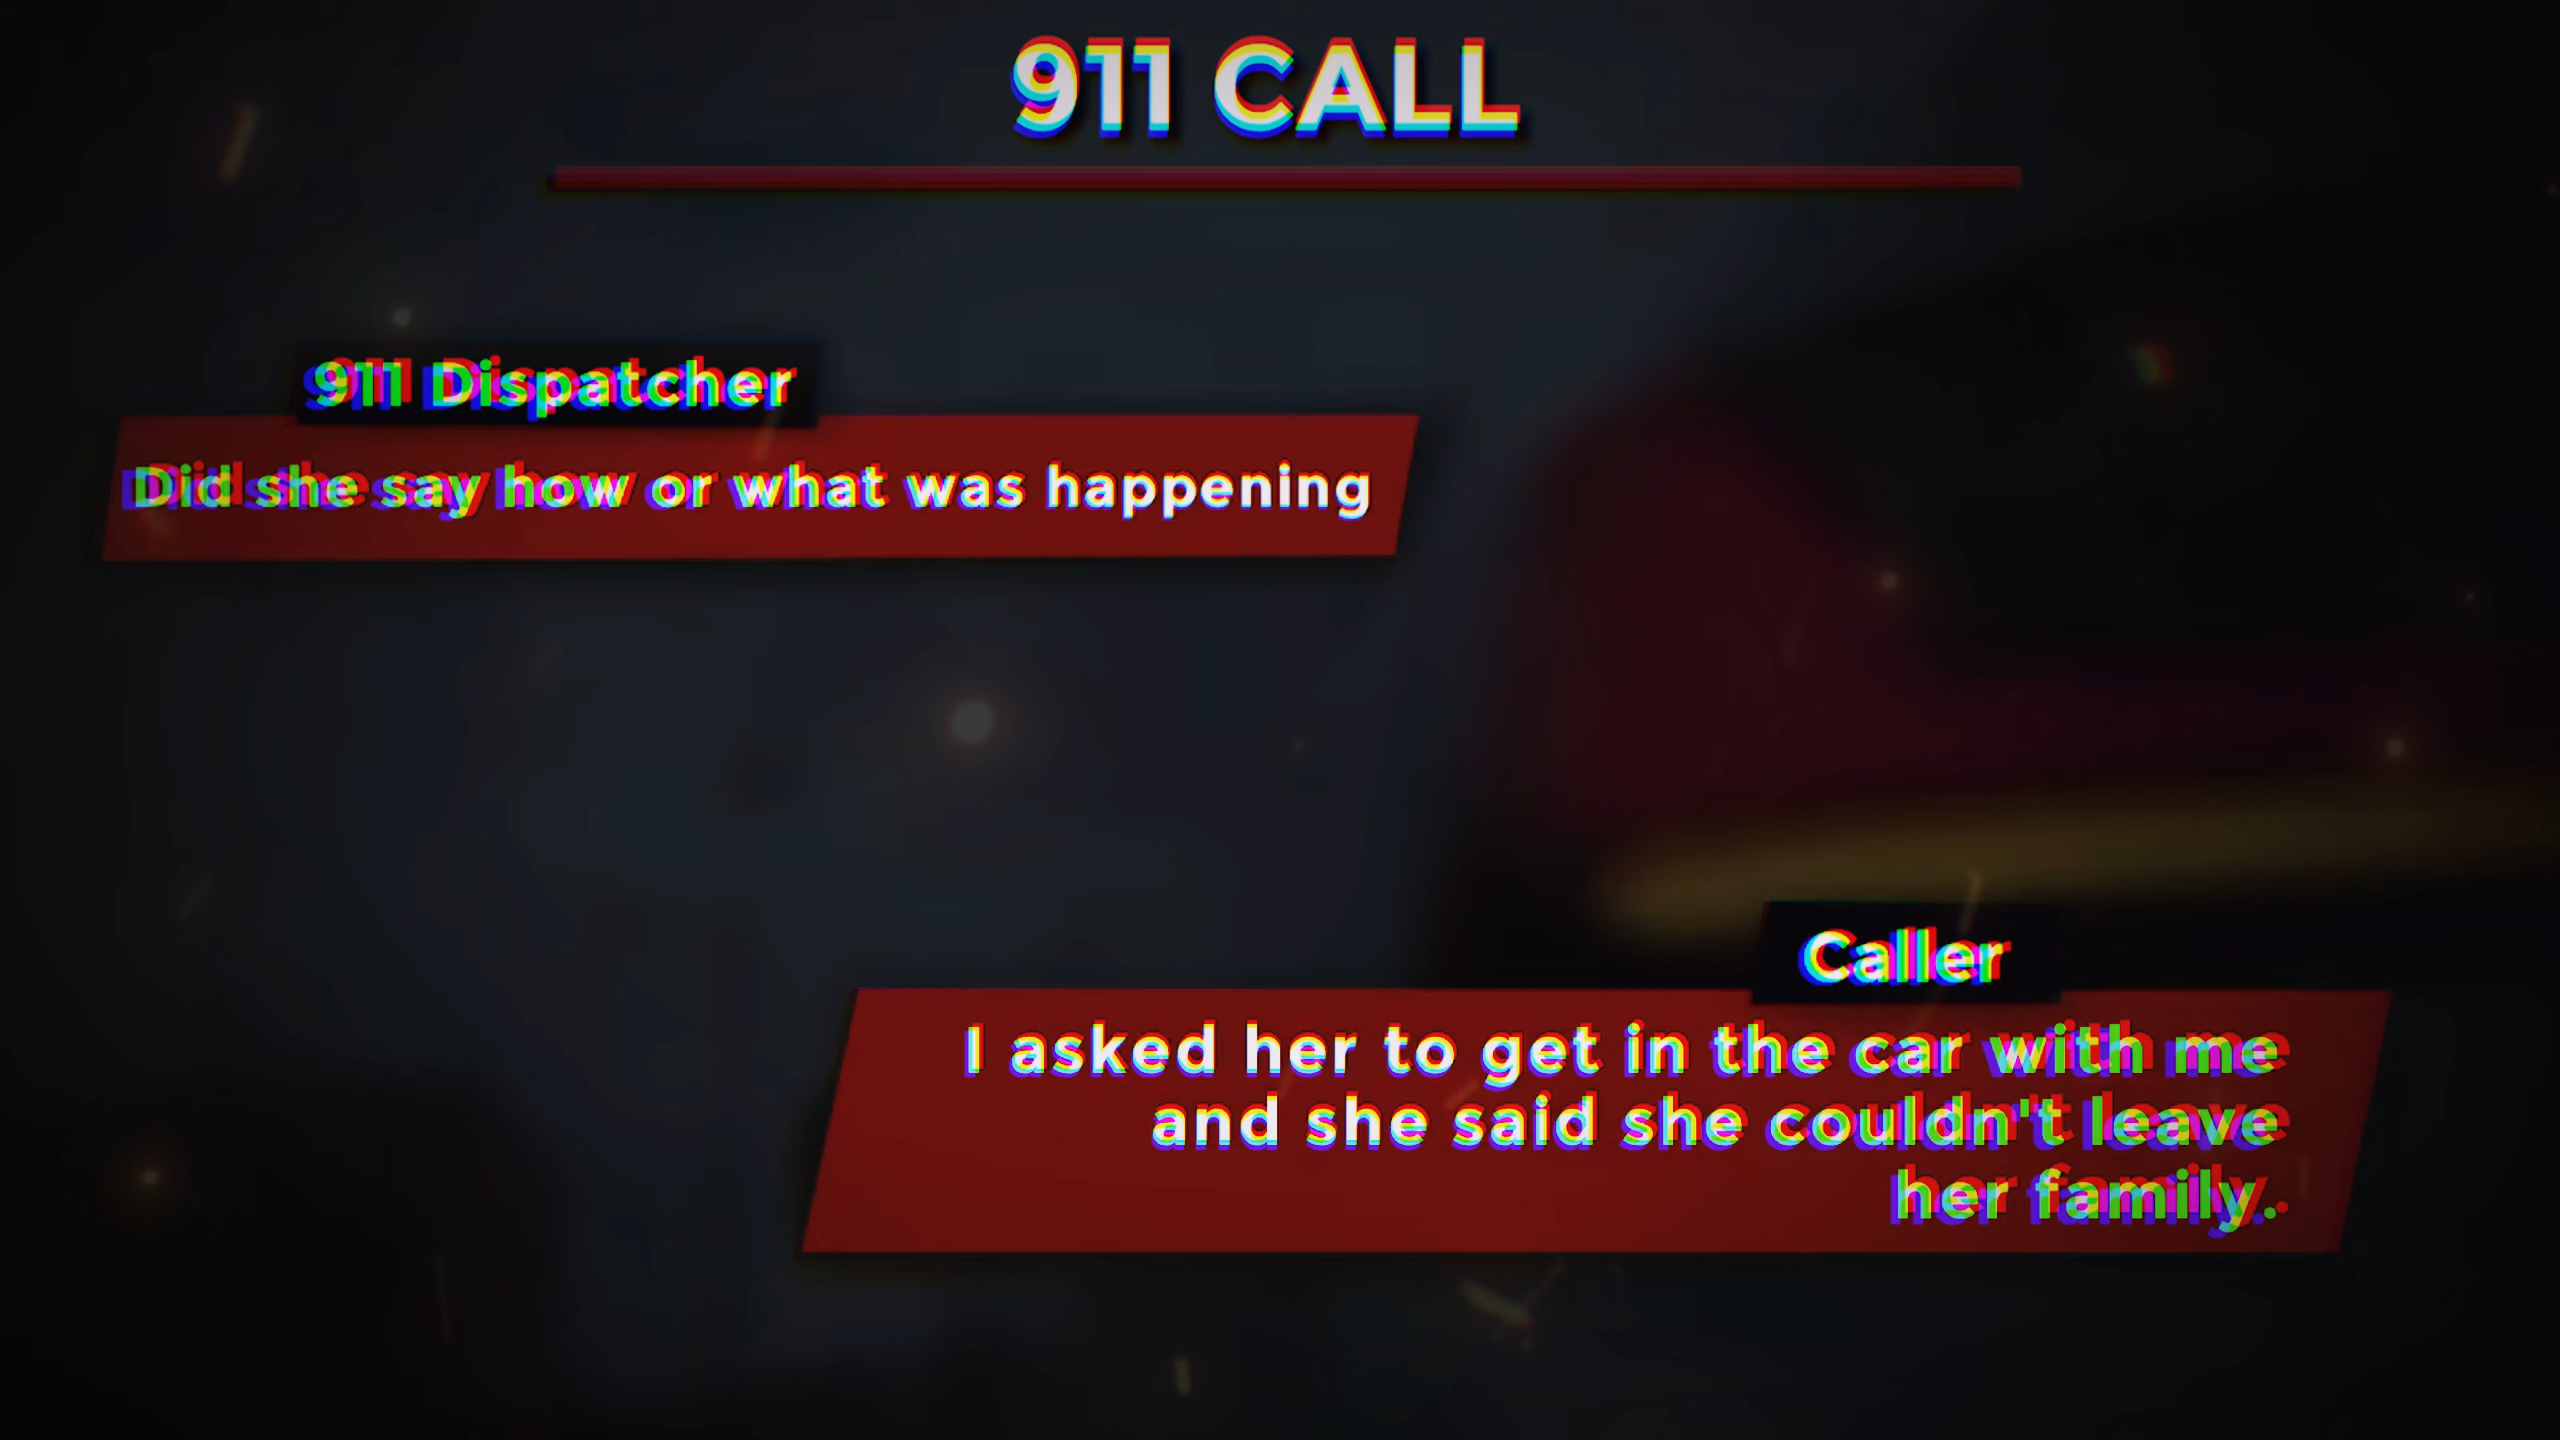 911 CALL
911 Dispatcher
Did she say how or what was happening
Caller
I asked her to get in the car with me
and she said she couldn't leave
her family.